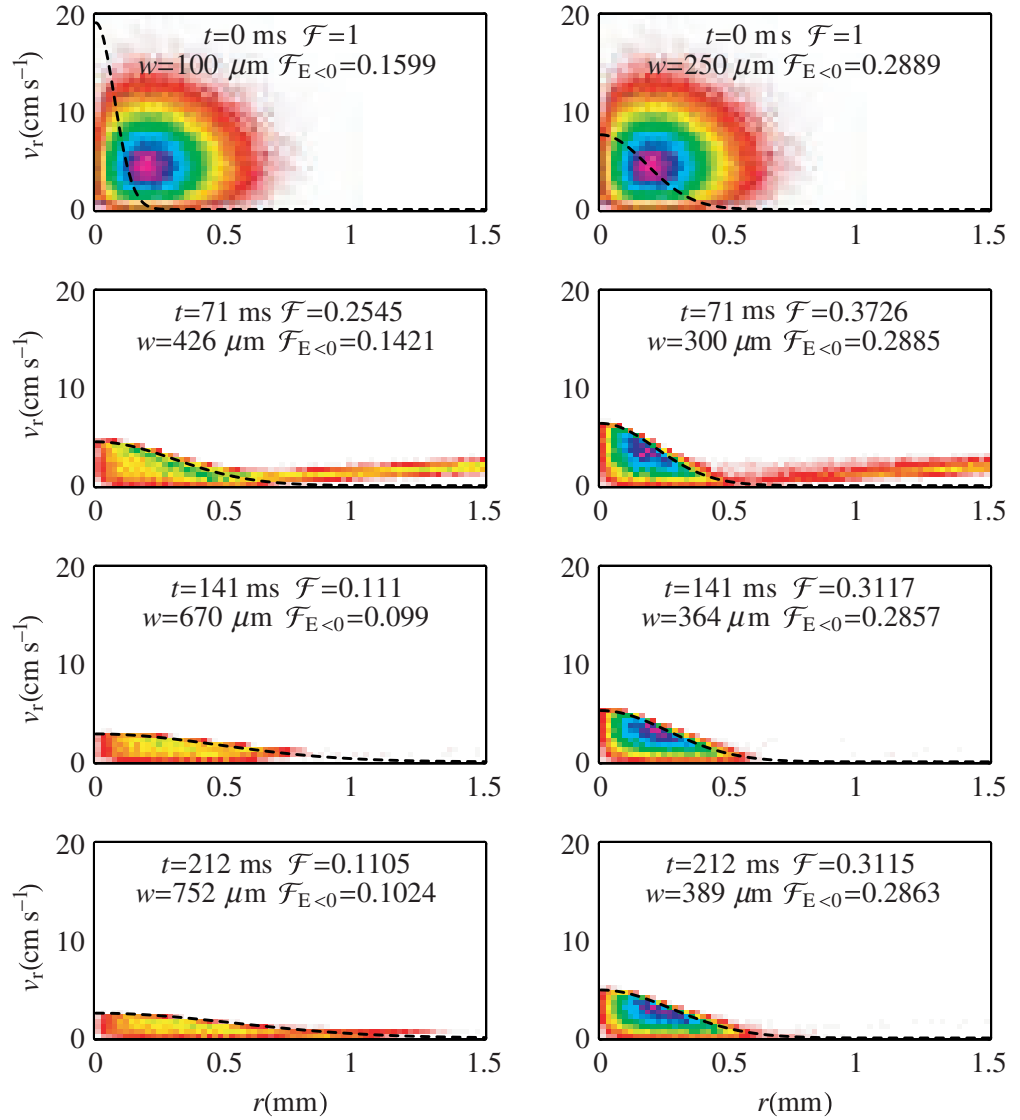 t=0 ms ℱ=1
w=100 μm ℱE<0=0.1599
20
10
0
vr(cm s−1)
0 0.5 1 1.5
t=0 ms ℱ=1
w=250 μm ℱE<0=0.2889
20
10
0
0 0.5 1 1.5
t=71 ms ℱ=0.2545
w=426 μm ℱE<0=0.1421
20
10
0
vr(cm s−1)
0 0.5 1 1.5
t=71 ms ℱ=0.3726
w=300 μm ℱE<0=0.2885
20
10
0
0 0.5 1 1.5
t=141 ms ℱ=0.111
w=670 μm ℱE<0=0.099
20
10
0
vr(cm s−1)
0 0.5 1 1.5
t=141 ms ℱ=0.3117
w=364 μm ℱE<0=0.2857
20
10
0
0 0.5 1 1.5
t=212 ms ℱ=0.1105
w=752 μm ℱE<0=0.1024
20
10
0
vr(cm s−1)
0 0.5 1 1.5
r(mm)
t=212 ms ℱ=0.3115
w=389 μm ℱE<0=0.2863
20
10
0
0 0.5 1 1.5
r(mm)